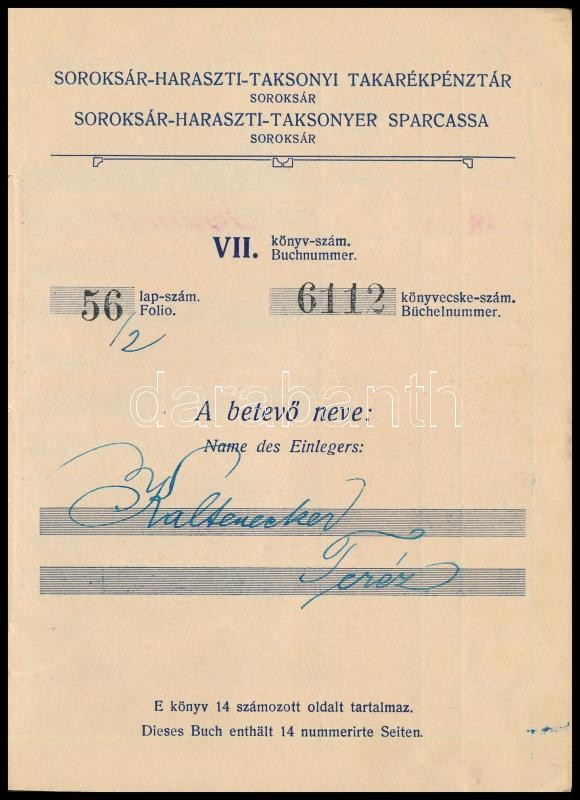 SOROKSÁR-HARASZTI-TAKSONYI TAKARÉKPÉNZTÁR
SOROKSÁR
SOROKSÁR-HARASZTI-TAKSONYER SPARCASSA
SOROKSÁR
VII. könyv-szám.
Buchnummer.
56 lap-szám.
Folio.
/2
6112 könyvecske-szám.
Büchelnummer.
darabanth
A betevő neve:
Name des Einlegers:
Kaltenecker
Teréz
E könyv 14 számozott oldalt tartalmaz.
Dieses Buch enthält 14 nummerirte Seiten.